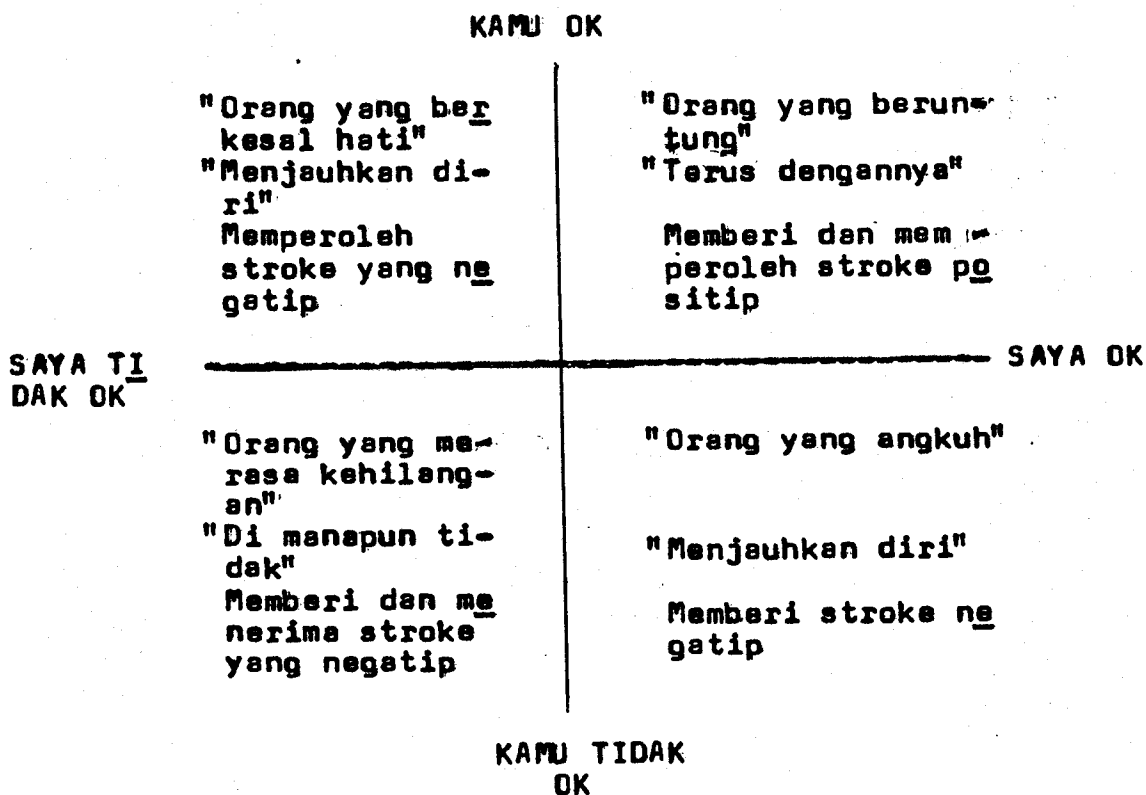 KAMU OK
"Orang yang ber
kesal hati"
"Menjauhkan di-
ri"
Memperoleh
stroke yang ne
gatip
"Orang yang berun-
tung"
"Terus dengannya"
Memberi dan mem -
peroleh stroke po
sitip
SAYA TI
DAK OK
SAYA OK
"Orang yang me-
rasa kehilang-
an"
"Di manapun ti-
dak"
Memberi dan me
nerima stroke
yang negatip
"Orang yang angkuh"
"Menjauhkan diri"
Memberi stroke ne
gatip
KAMU TIDAK
OK